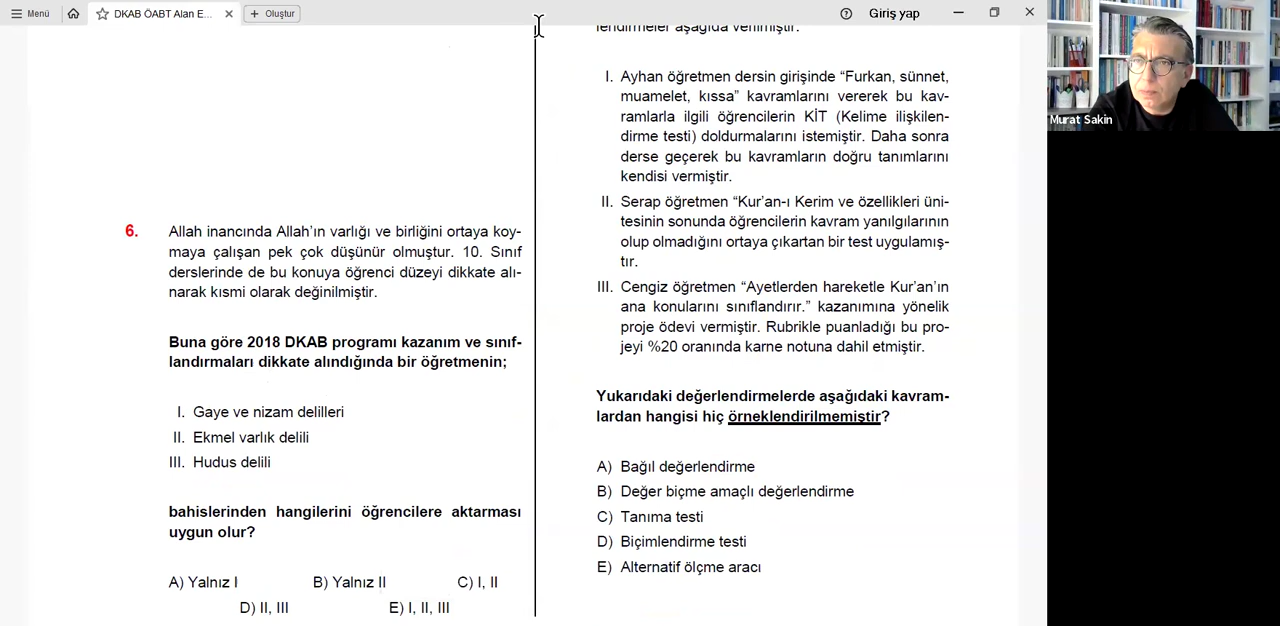 Menü
DKAB ÖABT Alan E...
Oluştur
Giriş yap
Murat Sakin
6.
Allah inancında Allah’ın varlığı ve birliğini ortaya koy-
maya çalışan pek çok düşünür olmuştur. 10. Sınıf
derslerinde de bu konuya öğrenci düzeyi dikkate alı-
narak kısmi olarak değinilmiştir.
Buna göre 2018 DKAB programı kazanım ve sınıf-
landırmaları dikkate alındığında bir öğretmenin;
I. Gaye ve nizam delilleri
II. Ekmel varlık delili
III. Hudus delili
bahislerinden hangilerini öğrencilere aktarması
uygun olur?
A) Yalnız I B) Yalnız II C) I, II
D) II, III E) I, II, III
lendirmeler aşağıda verilmiştir.
I. Ayhan öğretmen dersin girişinde “Furkan, sünnet,
muamelet, kıssa” kavramlarını vererek bu kav-
ramlarla ilgili öğrencilerin KİT (Kelime ilişkilen-
dirme testi) doldurmalarını istemiştir. Daha sonra
derse geçerek bu kavramların doğru tanımlarını
kendisi vermiştir.
II. Serap öğretmen “Kur’an-ı Kerim ve özellikleri üni-
tesinin sonunda öğrencilerin kavram yanılgılarının
olup olmadığını ortaya çıkartan bir test uygulamış-
tır.
III. Cengiz öğretmen “Ayetlerden hareketle Kur’an’ın
ana konularını sınıflandırır.” kazanımına yönelik
proje ödevi vermiştir. Rubrikle puanladığı bu pro-
jeyi %20 oranında karne notuna dahil etmiştir.
Yukarıdaki değerlendirmelerde aşağıdaki kavram-
lardan hangisi hiç örneklendirilmemiştir?
A) Bağıl değerlendirme
B) Değer biçme amaçlı değerlendirme
C) Tanıma testi
D) Biçimlendirme testi
E) Alternatif ölçme aracı